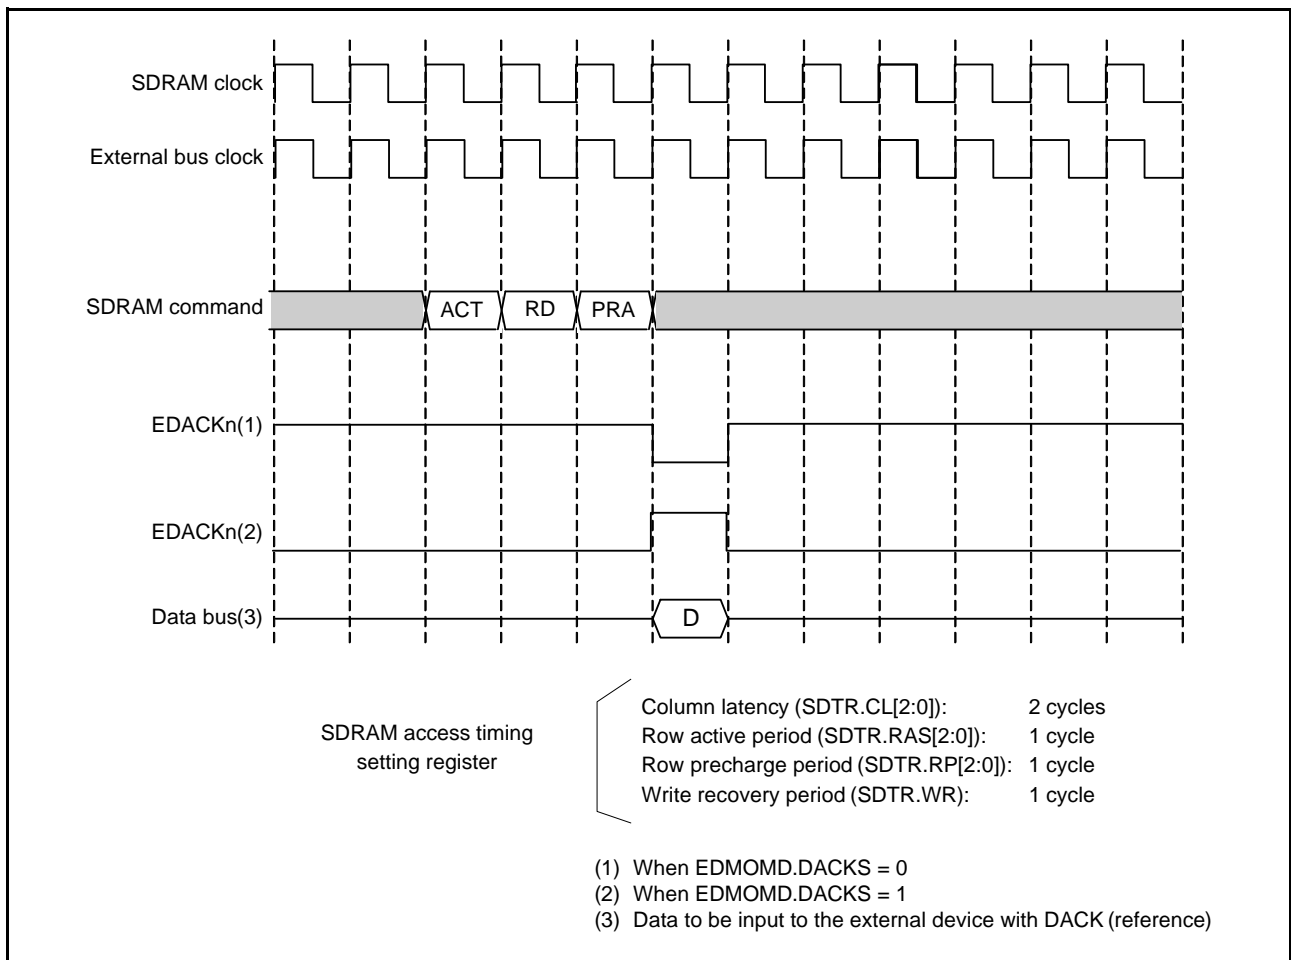 SDRAM clock
External bus clock
SDRAM command
ACT RD PRA
EDACKn(1)
EDACKn(2)
Data bus(3)
D
SDRAM access timing
setting register
Column latency (SDTR.CL[2:0]): 2 cycles
Row active period (SDTR.RAS[2:0]): 1 cycle
Row precharge period (SDTR.RP[2:0]): 1 cycle
Write recovery period (SDTR.WR): 1 cycle
(1) When EDMOMD.DACKS = 0
(2) When EDMOMD.DACKS = 1
(3) Data to be input to the external device with DACK (reference)